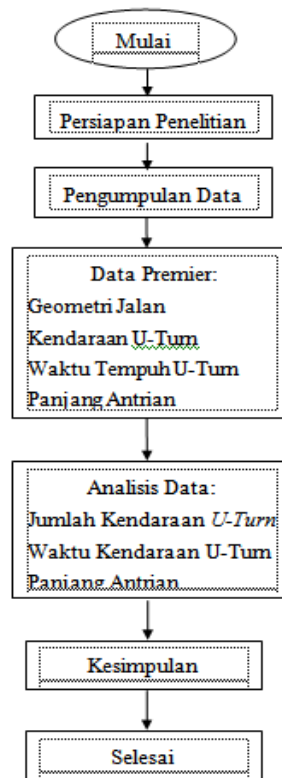 Mulai
Persiapan Penelitian
Pengumpulan Data
Data Premier:
Geometri Jalan
Kendaraan U-Turn
Waktu Tempuh U-Turn
Panjang Antrian
Analisis Data:
Jumlah Kendaraan U-Turn
Waktu Kendaraan U-Turn
Panjang Antrian
Kesimpulan
Selesai